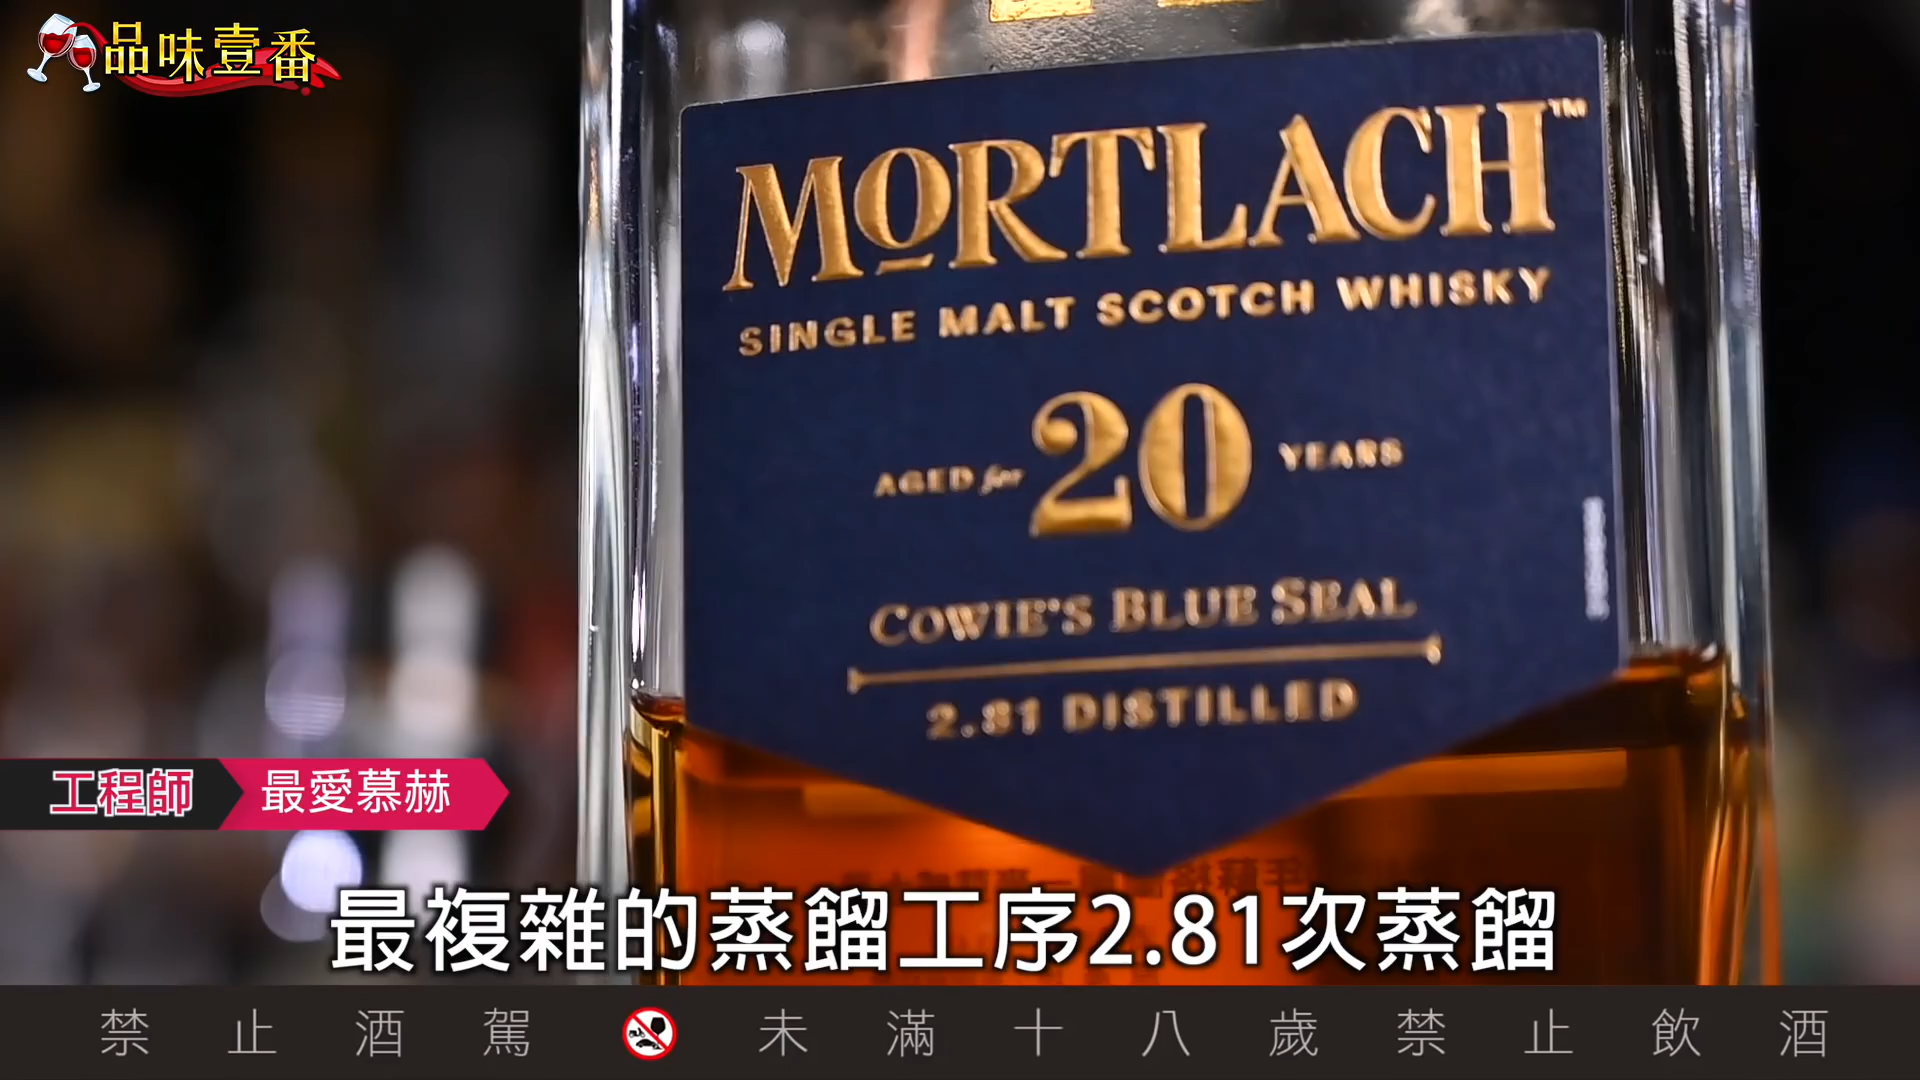 品味壹番
MORTLACH™
SINGLE MALT SCOTCH WHISKY
AGED for 20 YEARS
COWIE'S BLUE SEAL
2.81 DISTILLED
工程師 最愛慕赫
最複雜的蒸餾工序2.81次蒸餾
禁止酒駕 未滿十八歲禁止飲酒